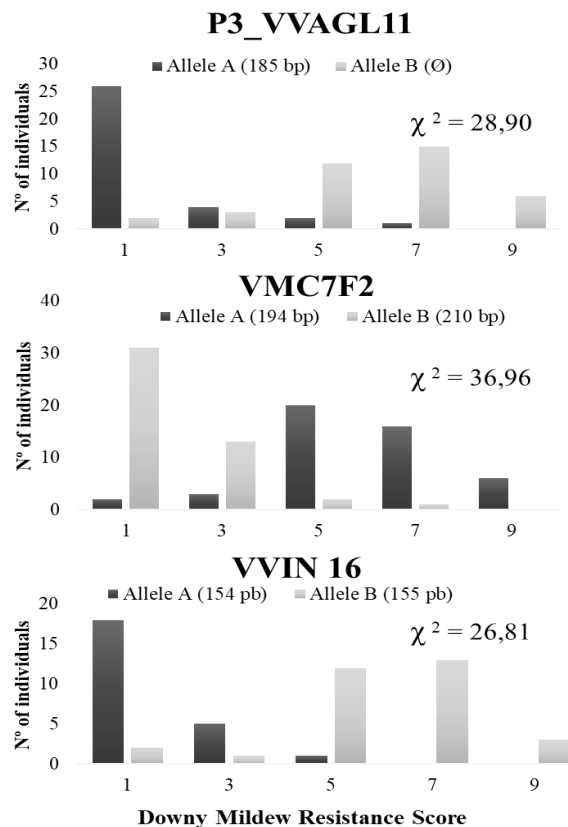 P3_VVAGL11
30
Allele A (185 bp) Allele B (Ø)
25
χ ² = 28,90
20
15
10
5
0
Nº of individuals
1 3 5 7 9
VMC7F2
40
Allele A (194 bp) Allele B (210 bp)
χ ² = 36,96
30
20
10
0
Nº of individuals
1 3 5 7 9
VVIN 16
20
Allele A (154 pb) Allele B (155 pb)
χ ² = 26,81
15
10
5
0
Nº of individuals
1 3 5 7 9
Downy Mildew Resistance Score